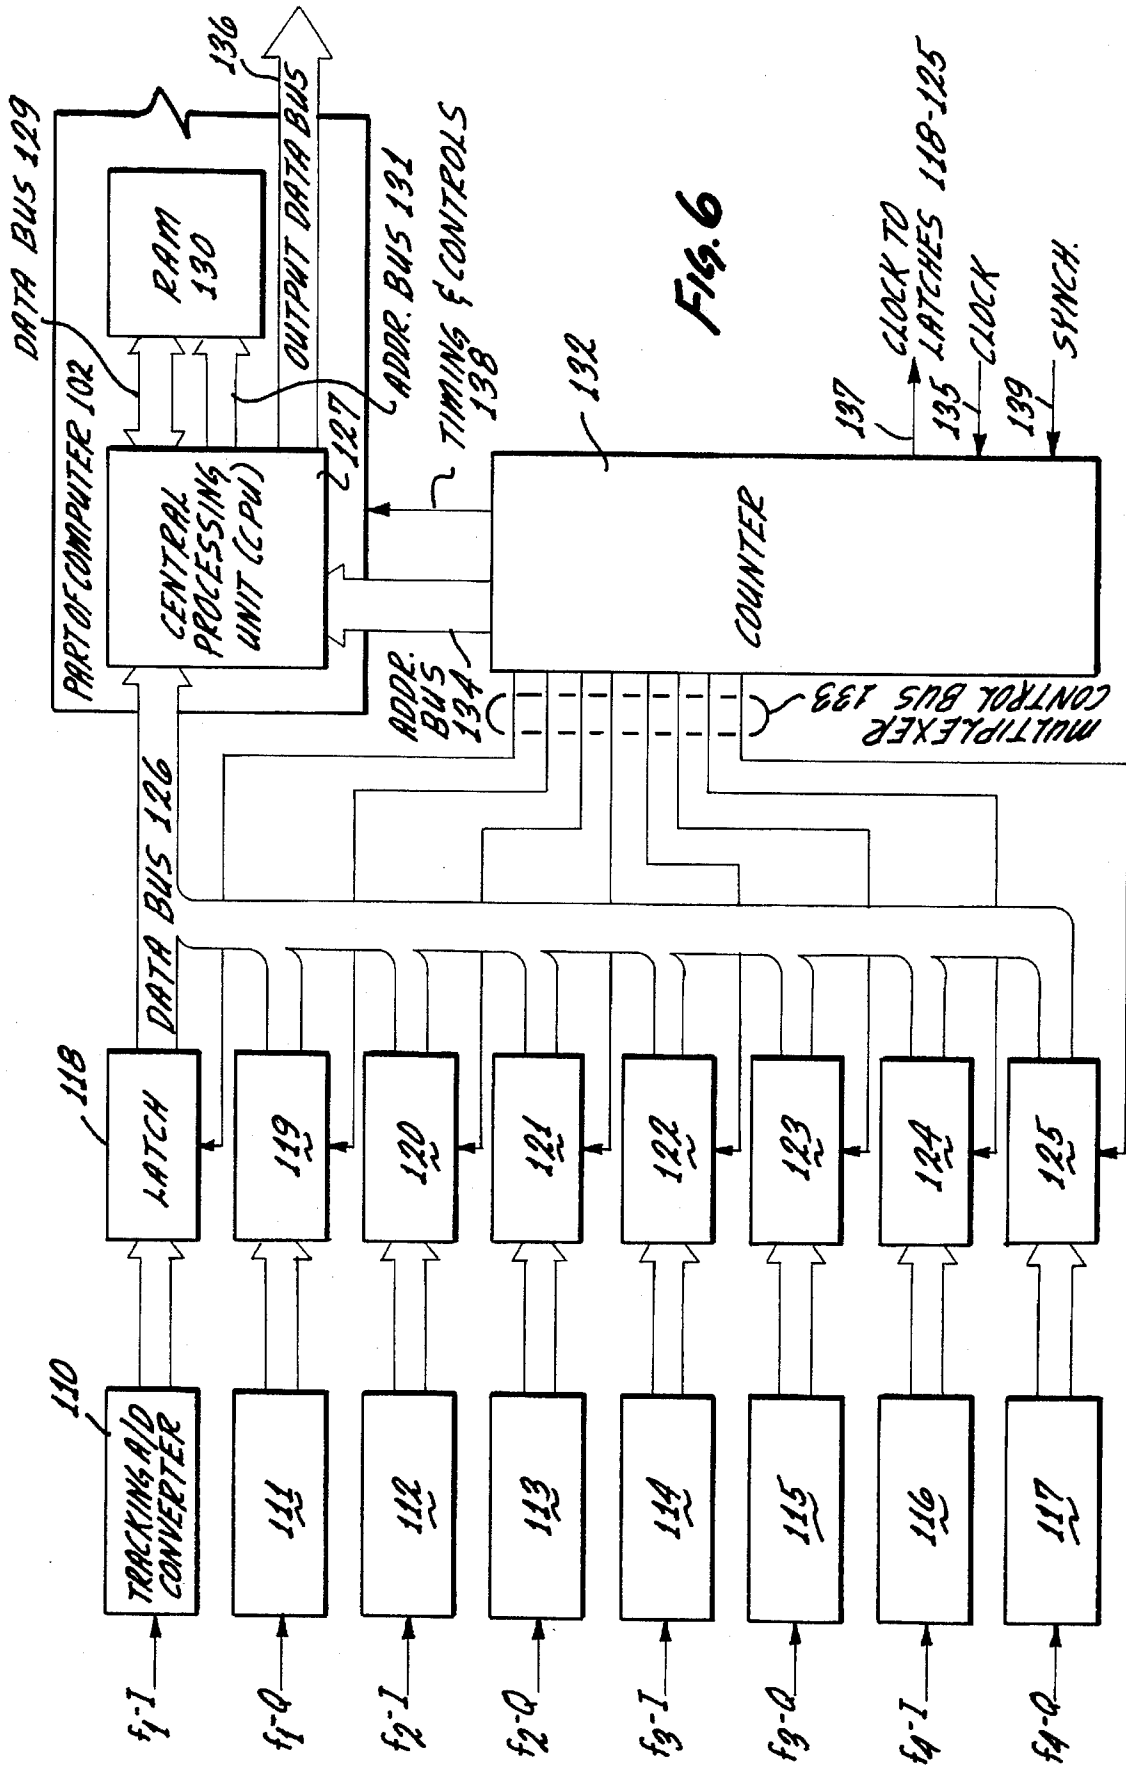 f1-I
f1-Q
f2-I
f2-Q
f3-I
f3-Q
f4-I
f4-Q
110
TRACKING A/D
CONVERTER
111
112
113
114
115
116
117
118
LATCH
119
120
121
122
123
124
125
DATA BUS 126
PART OF COMPUTER 102
CENTRAL
PROCESSING
UNIT (CPU)
127
DATA BUS 129
RAM
130
136
OUTPUT DATA BUS
ADDR. BUS 131
TIMING & CONTROLS
138
ADDR.
BUS
134
MULTIPLEXER
CONTROL BUS 133
COUNTER
132
137
CLOCK TO
LATCHES 118-125
135
CLOCK
139
SYNCH.
FIG. 6